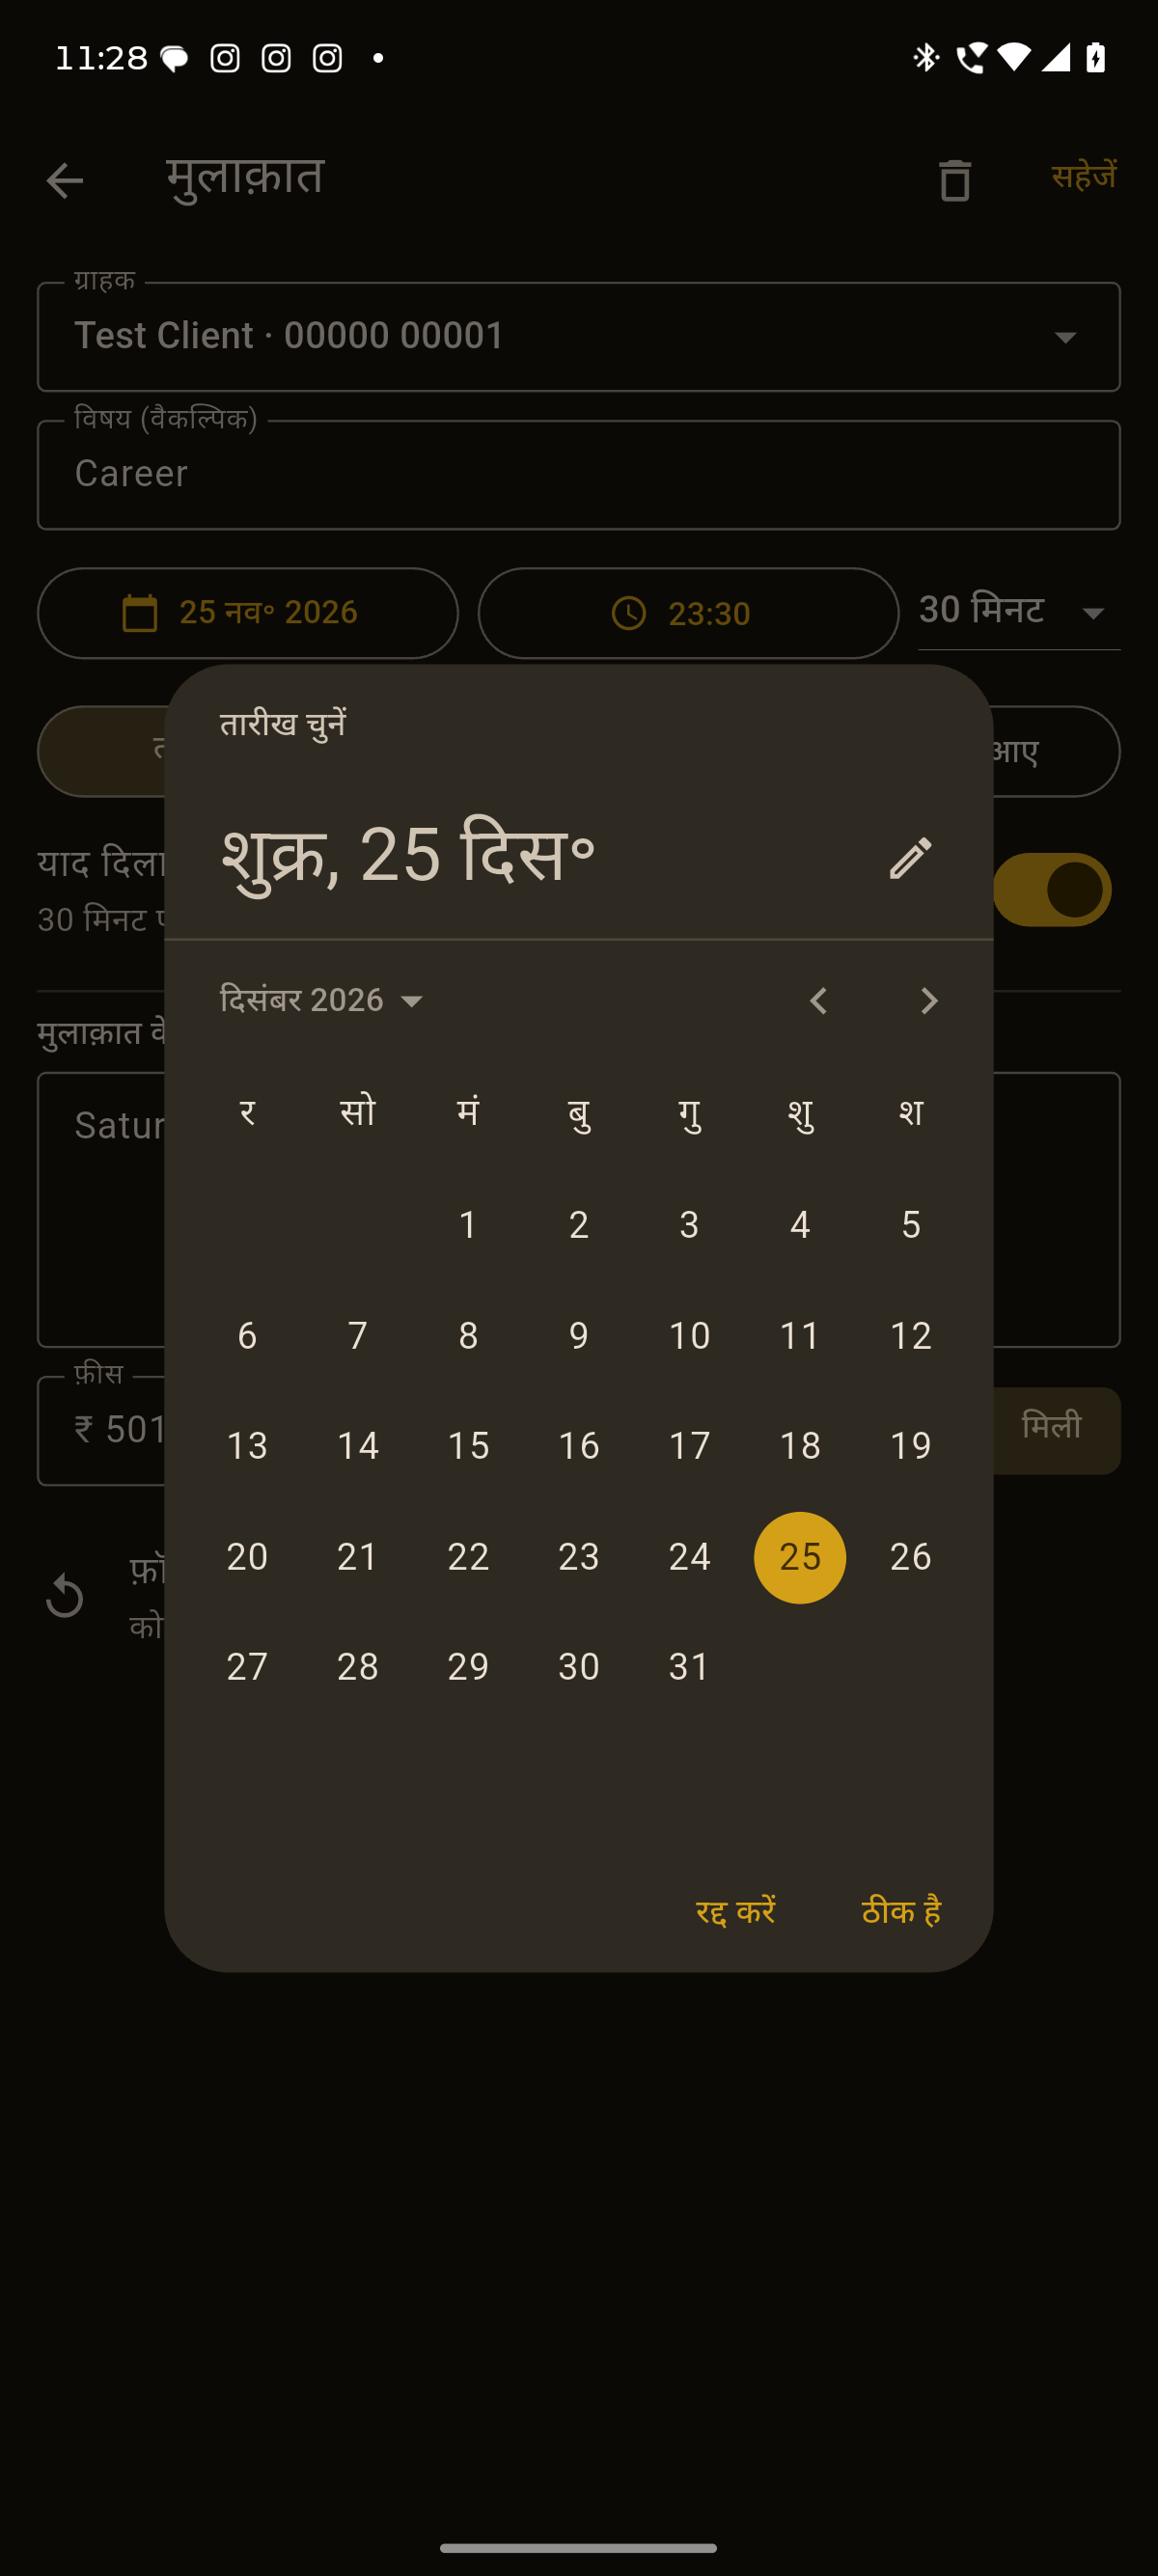 11:28
मुलाक़ात
सहेजें
ग्राहक
Test Client · 00000 00001
विषय (वैकल्पिक)
Career
25 नव॰ 2026
23:30
30 मिनट
तारीख चुनें
आए
शुक्र, 25 दिस॰
याद दिला
30 मिनट
दिसंबर 2026
मुलाक़ात के
र सो मं बु गु शु श
Satur
1 2 3 4 5
6 7 8 9 10 11 12
फ़ीस
₹ 501
मिली
13 14 15 16 17 18 19
20 21 22 23 24 25 26
को
27 28 29 30 31
रद्द करें ठीक है